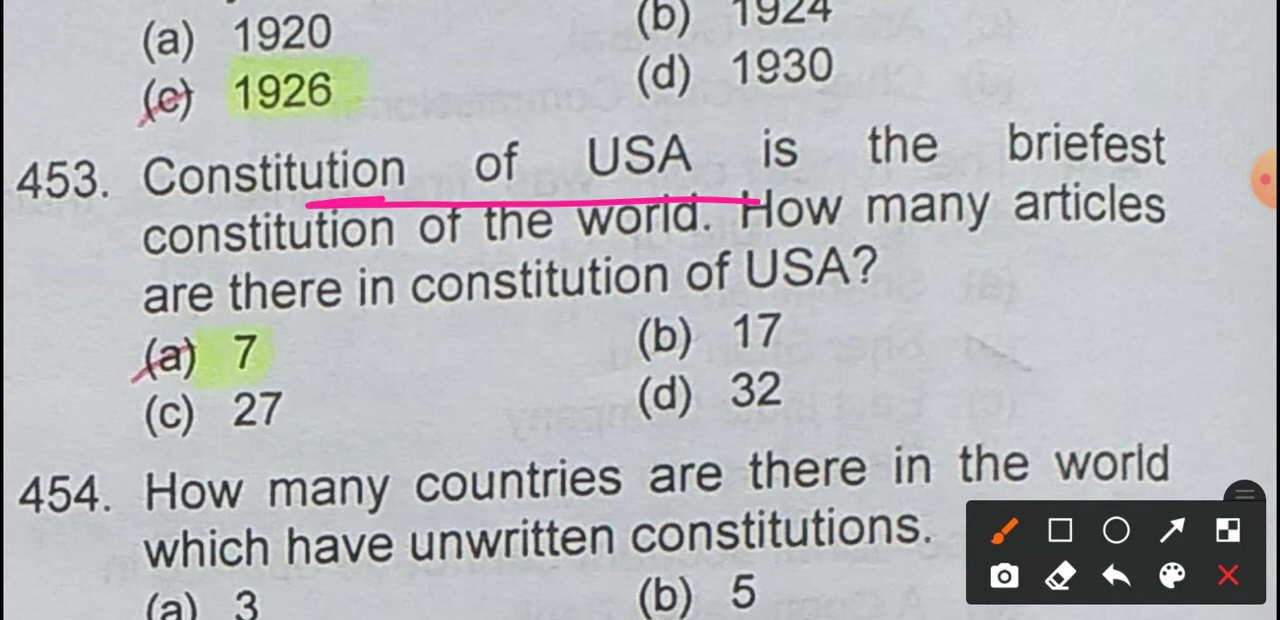 (a) 1920 (b) 1924
(c) 1926 (d) 1930
453. Constitution of USA is the briefest
constitution of the world. How many articles
are there in constitution of USA?
(a) 7 (b) 17
(c) 27 (d) 32
454. How many countries are there in the world
which have unwritten constitutions.
(a) 3 (b) 5